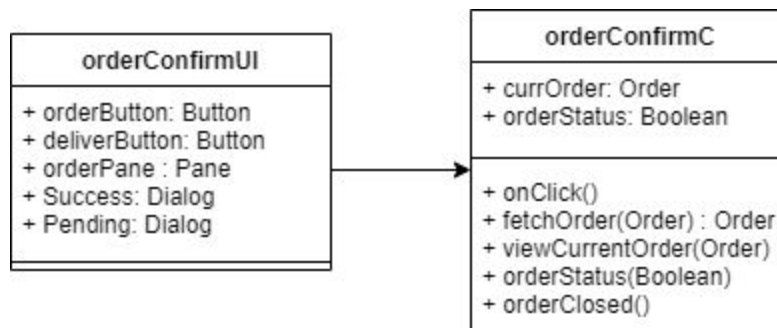 orderConfirmUI
+ orderButton: Button
+ deliverButton: Button
+ orderPane : Pane
+ Success: Dialog
+ Pending: Dialog
orderConfirmC
+ currOrder: Order
+ orderStatus: Boolean
+ onClick()
+ fetchOrder(Order) : Order
+ viewCurrentOrder(Order)
+ orderStatus(Boolean)
+ orderClosed()